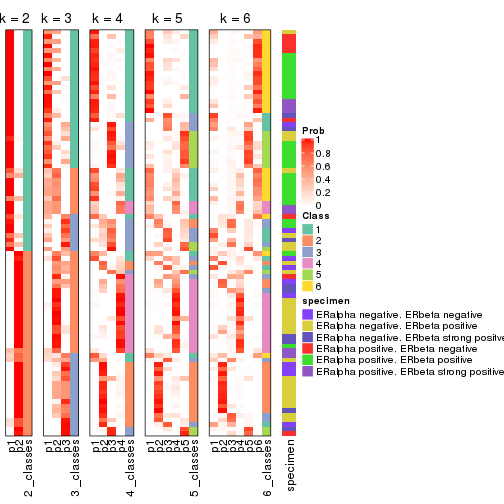 k = 2
k = 3
k = 4
k = 5
k = 6
Prob
1
0.8
0.6
0.4
0.2
0
Class
1
2
3
4
5
6
specimen
ERalpha negative. ERbeta negative
ERalpha negative. ERbeta positive
ERalpha negative. ERbeta strong positve
ERalpha positive. ERbeta negative
ERalpha positive. ERbeta positive
ERalpha positive. ERbeta strong positve
p1
p2
2_classes
p1
p2
p3
3_classes
p1
p2
p3
p4
4_classes
p1
p2
p3
p4
p5
5_classes
p1
p2
p3
p4
p5
p6
6_classes
specimen